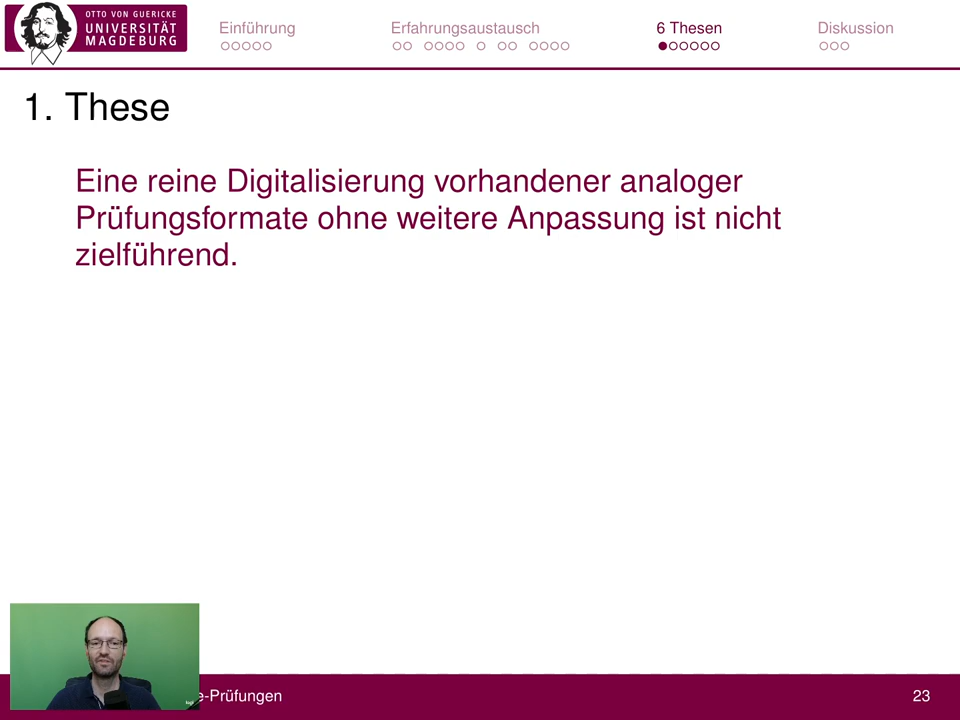 OTTO VON GUERICKE
UNIVERSITÄT
MAGDEBURG
Einführung
Erfahrungsaustausch
6 Thesen
Diskussion
1. These
Eine reine Digitalisierung vorhandener analoger
Prüfungsformate ohne weitere Anpassung ist nicht
zielführend.
e-Prüfungen
23